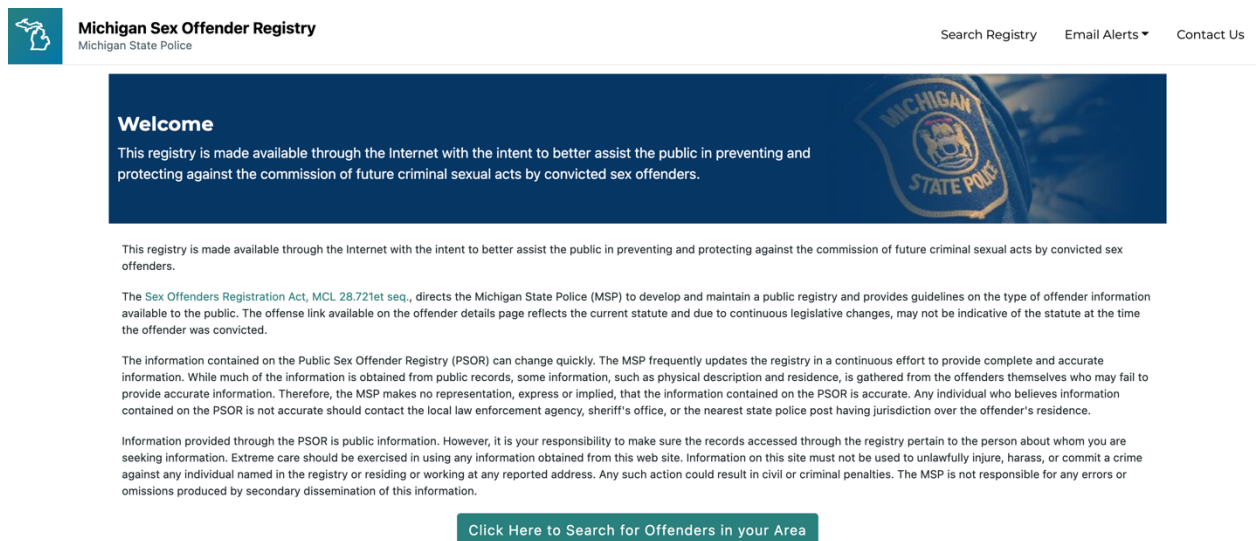 Michigan Sex Offender Registry
Michigan State Police
Search Registry
Email Alerts
Contact Us
Welcome
This registry is made available through the Internet with the intent to better assist the public in preventing and
protecting against the commission of future criminal sexual acts by convicted sex offenders.
MICHIGAN
STATE POLICE
This registry is made available through the Internet with the intent to better assist the public in preventing and protecting against the commission of future criminal sexual acts by convicted sex
offenders.
The Sex Offenders Registration Act, MCL 28.721et seq., directs the Michigan State Police (MSP) to develop and maintain a public registry and provides guidelines on the type of offender information
available to the public. The offense link available on the offender details page reflects the current statute and due to continuous legislative changes, may not be indicative of the statute at the time
the offender was convicted.
The information contained on the Public Sex Offender Registry (PSOR) can change quickly. The MSP frequently updates the registry in a continuous effort to provide complete and accurate
information. While much of the information is obtained from public records, some information, such as physical description and residence, is gathered from the offenders themselves who may fail to
provide accurate information. Therefore, the MSP makes no representation, express or implied, that the information contained on the PSOR is accurate. Any individual who believes information
contained on the PSOR is not accurate should contact the local law enforcement agency, sheriff's office, or the nearest state police post having jurisdiction over the offender's residence.
Information provided through the PSOR is public information. However, it is your responsibility to make sure the records accessed through the registry pertain to the person about whom you are
seeking information. Extreme care should be exercised in using any information obtained from this web site. Information on this site must not be used to unlawfully injure, harass, or commit a crime
against any individual named in the registry or residing or working at any reported address. Any such action could result in civil or criminal penalties. The MSP is not responsible for any errors or
omissions produced by secondary dissemination of this information.
Click Here to Search for Offenders in your Area